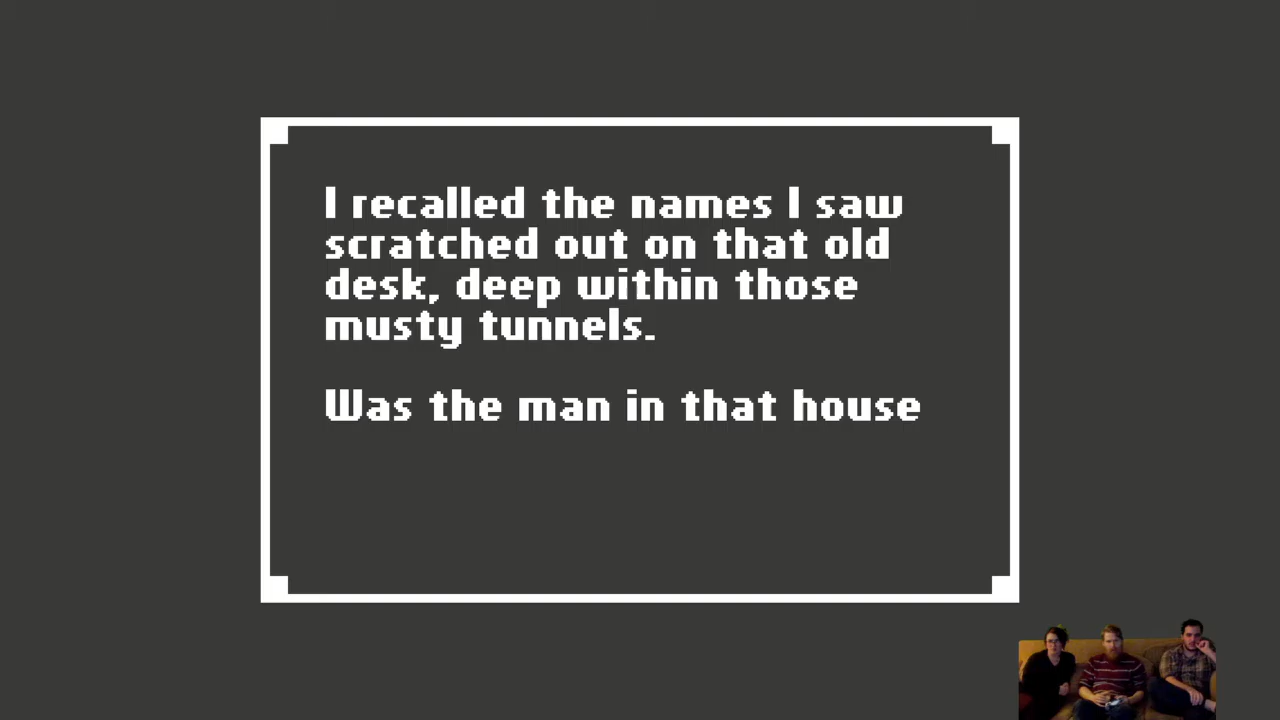 I recalled the names I saw
scratched out on that old
desk, deep within those
musty tunnels.
Was the man in that house